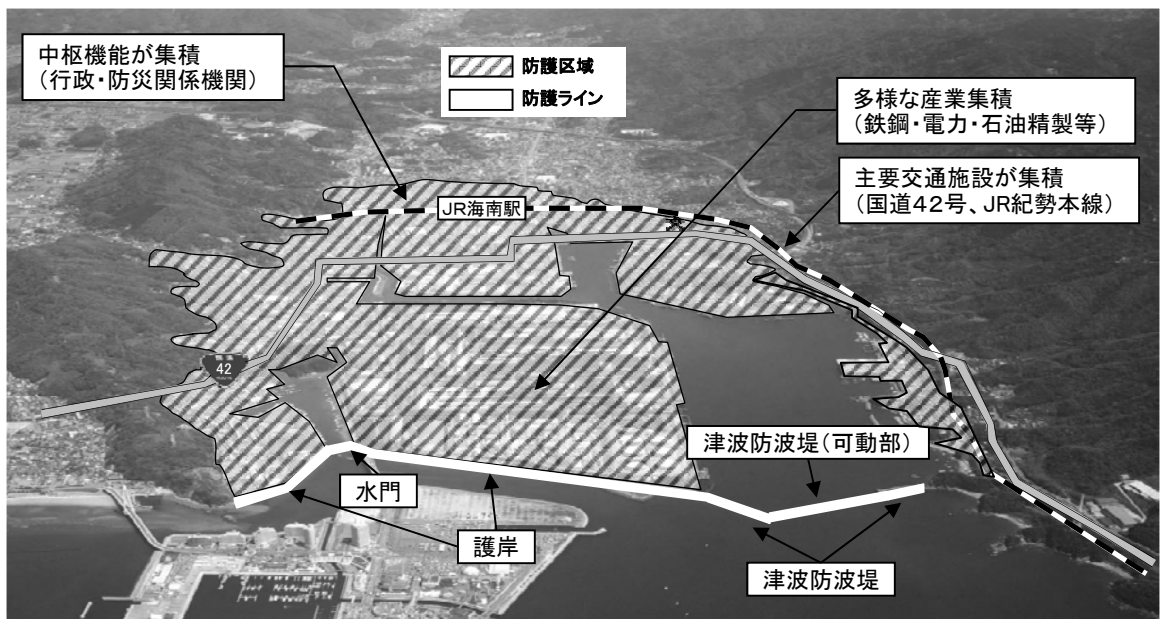 中枢機能が集積
(行政・防災関係機関)
防護区域
防護ライン
多様な産業集積
(鉄鋼・電力・石油精製等)
主要交通施設が集積
(国道42号、JR紀勢本線)
JR海南駅
42
津波防波堤(可動部)
水門
護岸
津波防波堤